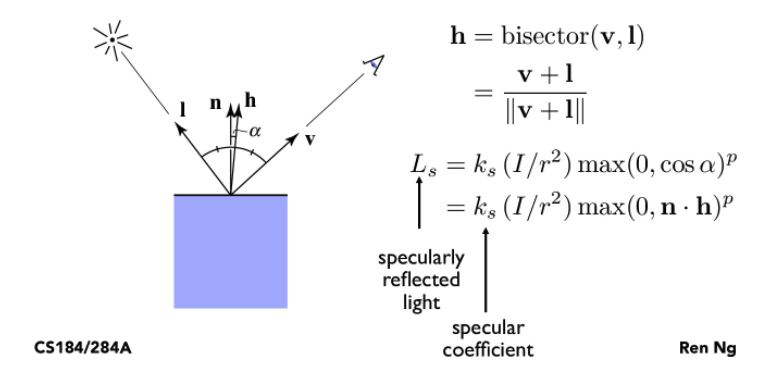 l n h α v
h = bisector(v, l)
= (v + l) / ‖v + l‖
L_s = k_s (I/r²) max(0, cos α)^p
= k_s (I/r²) max(0, n · h)^p
specularly
reflected
light
specular
coefficient
CS184/284A
Ren Ng